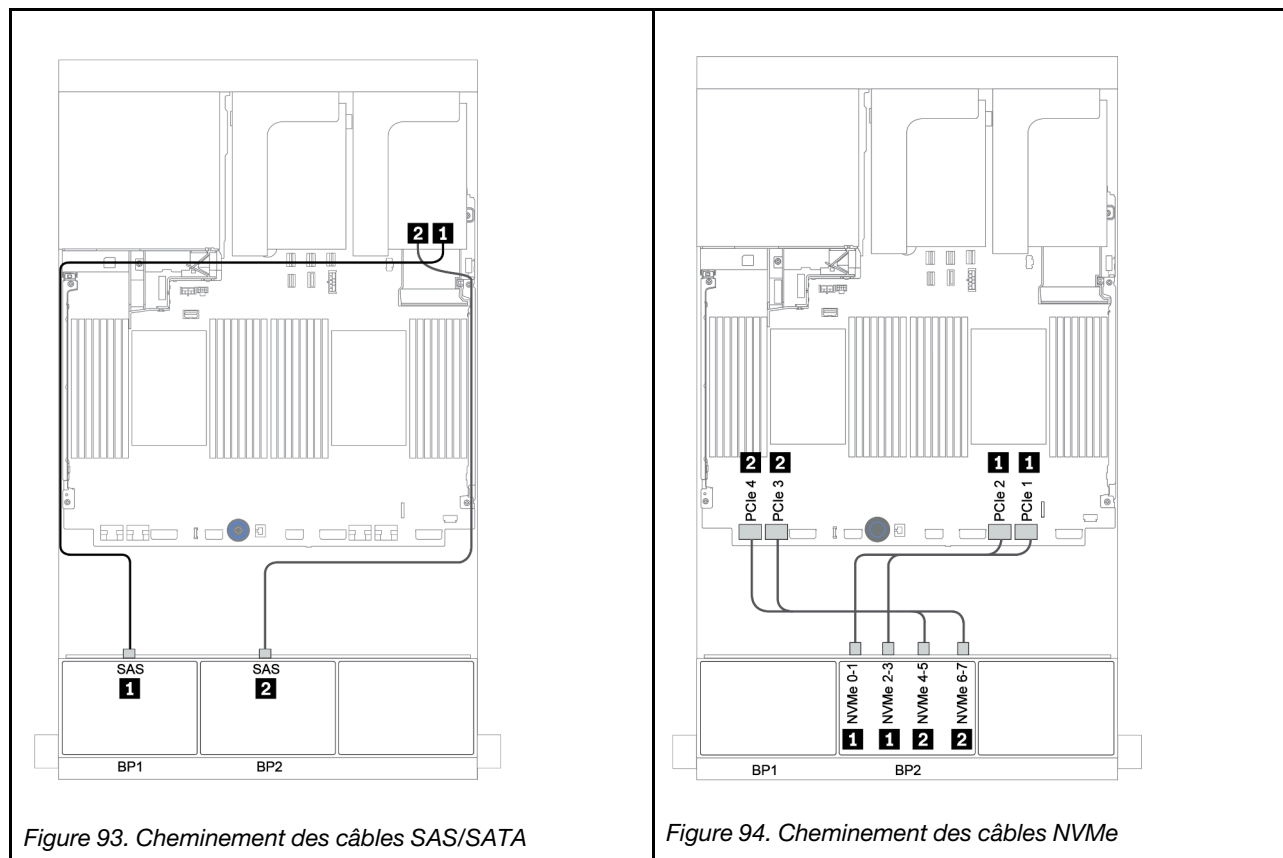 2 1
SAS
1
SAS
2
BP1
BP2
Figure 93. Cheminement des câbles SAS/SATA
2 2 1 1
PCIe 4
PCIe 3
PCIe 2
PCIe 1
NVMe 0-1
NVMe 2-3
NVMe 4-5
NVMe 6-7
1 1 2 2
BP1
BP2
Figure 94. Cheminement des câbles NVMe